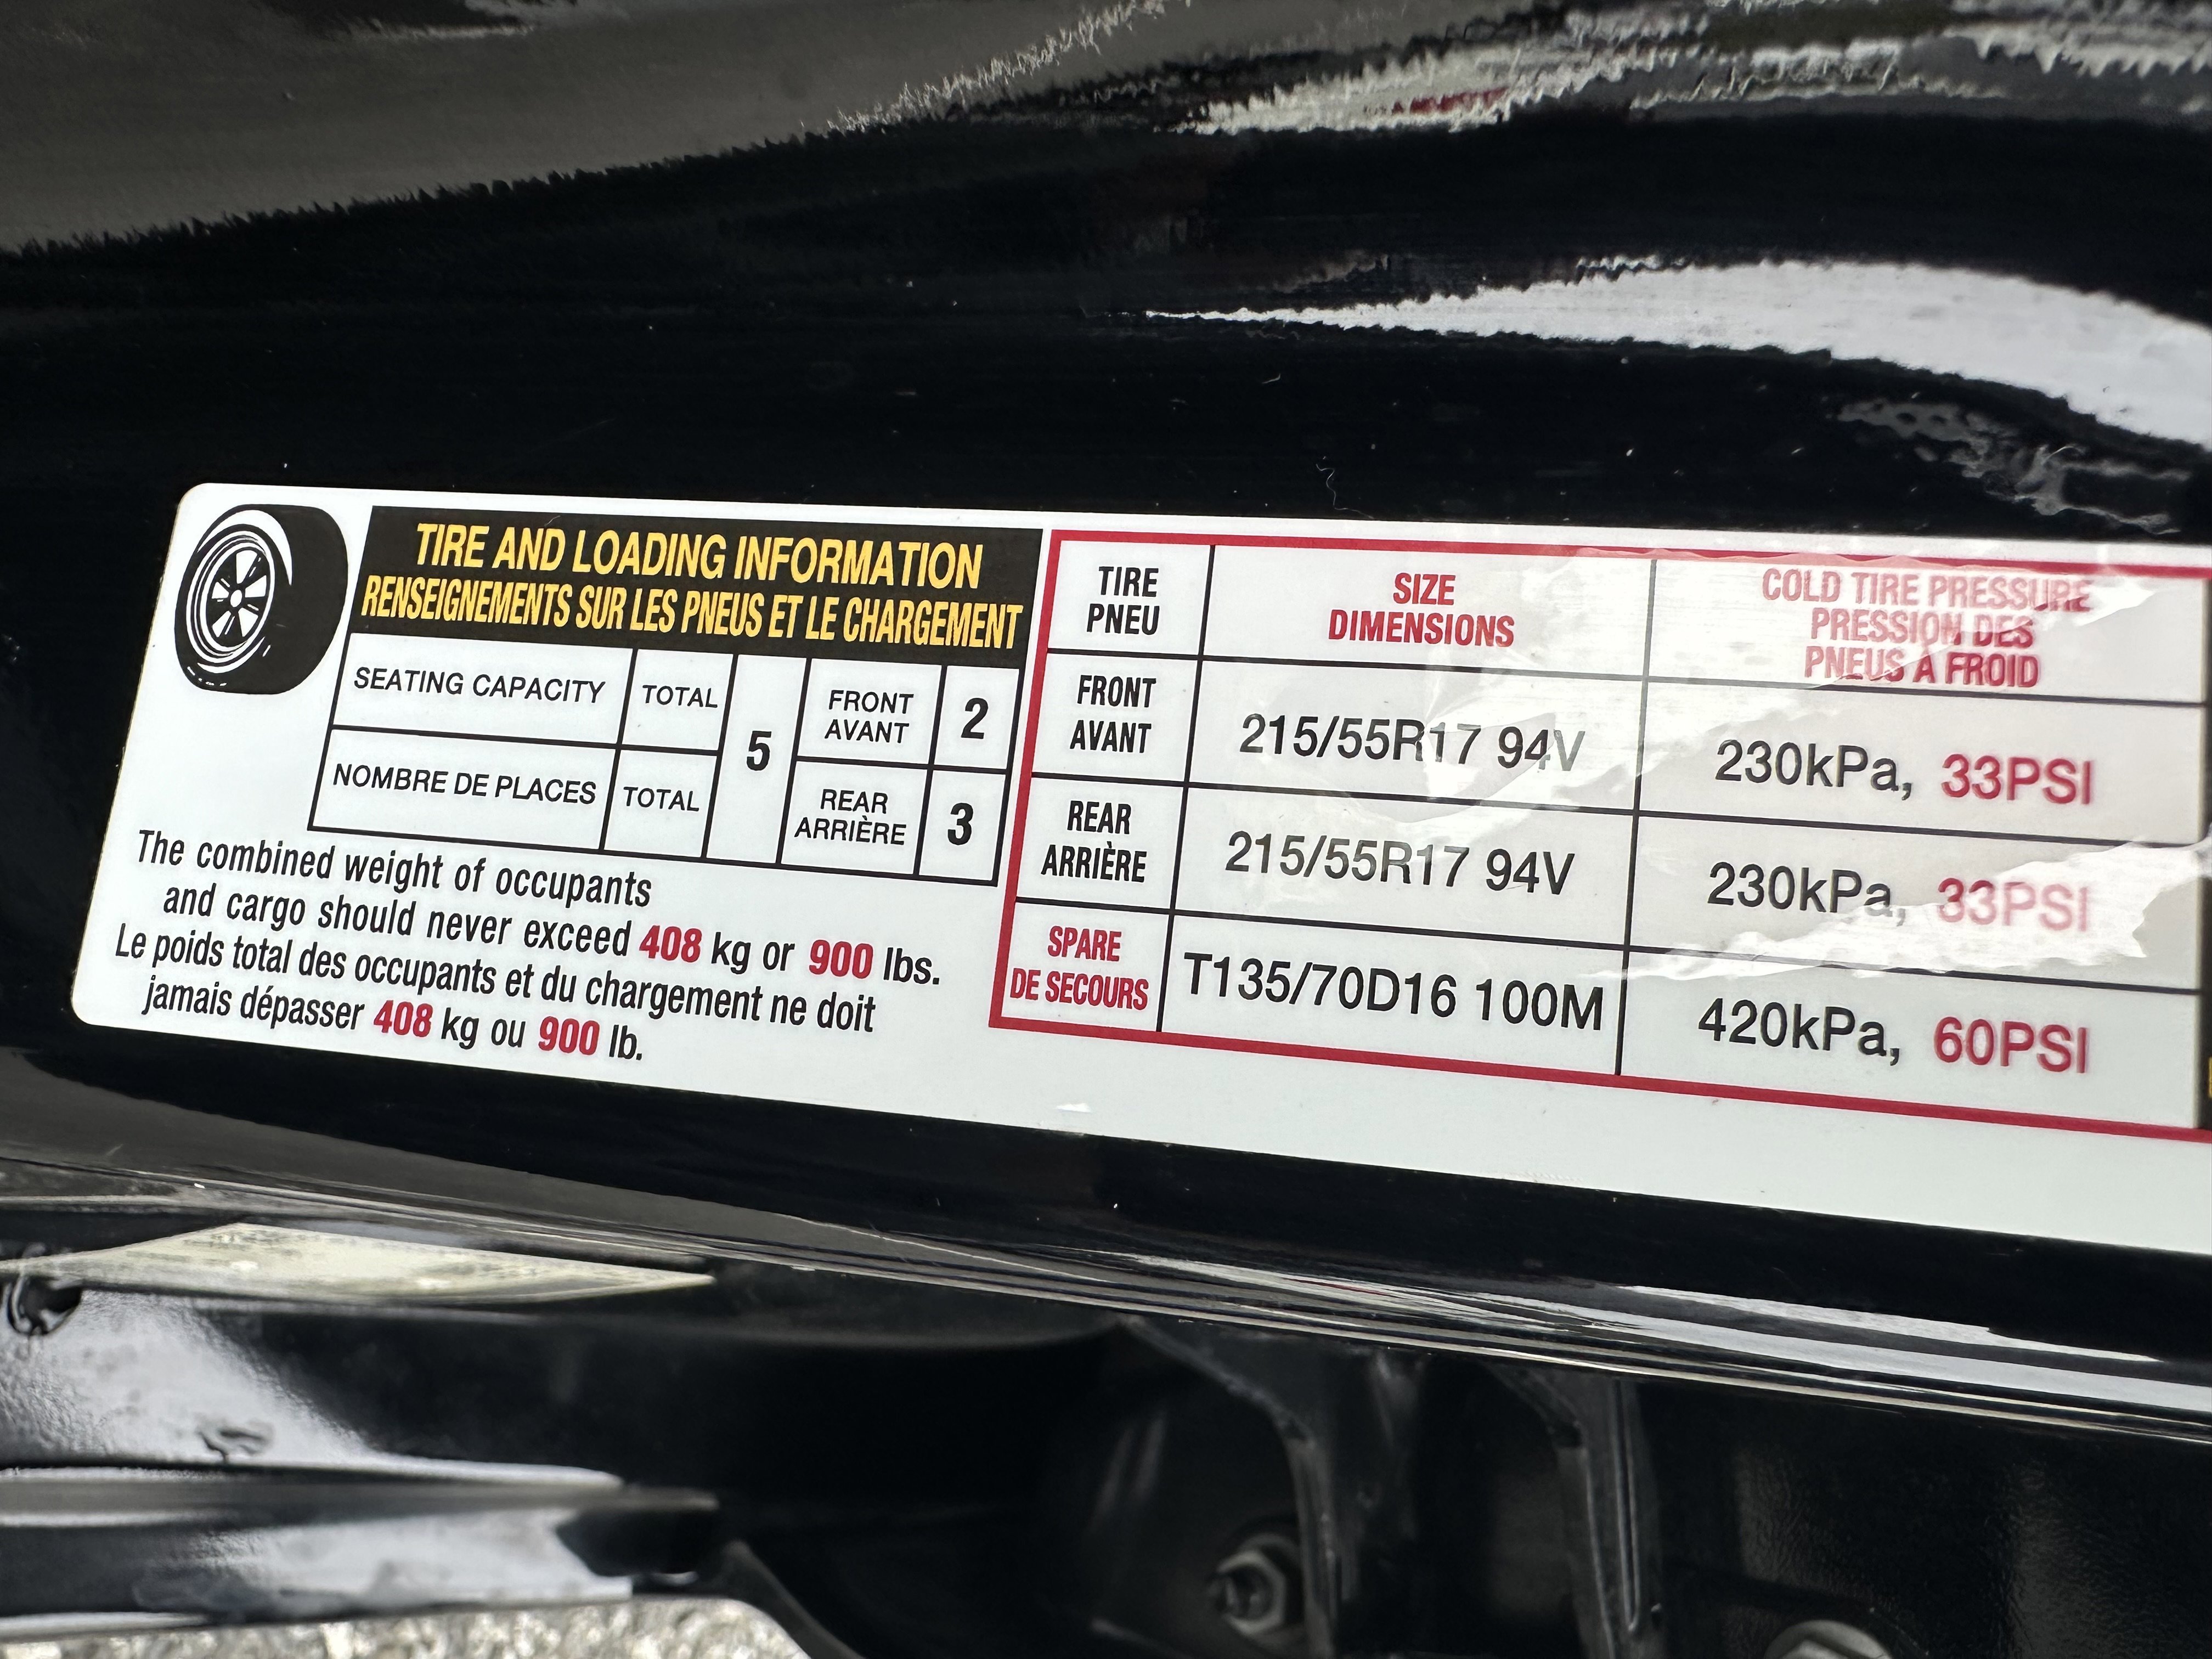 TIRE AND LOADING INFORMATION
RENSEIGNEMENTS SUR LES PNEUS ET LE CHARGEMENT
SEATING CAPACITY TOTAL 5 FRONT AVANT 2
NOMBRE DE PLACES TOTAL REAR ARRIÈRE 3
The combined weight of occupants
and cargo should never exceed 408 kg or 900 lbs.
Le poids total des occupants et du chargement ne doit
jamais dépasser 408 kg ou 900 lb.
TIRE PNEU SIZE DIMENSIONS COLD TIRE PRESSURE PRESSION DES PNEUS À FROID
FRONT AVANT 215/55R17 94V 230kPa, 33PSI
REAR ARRIÈRE 215/55R17 94V 230kPa, 33PSI
SPARE DE SECOURS T135/70D16 100M 420kPa, 60PSI